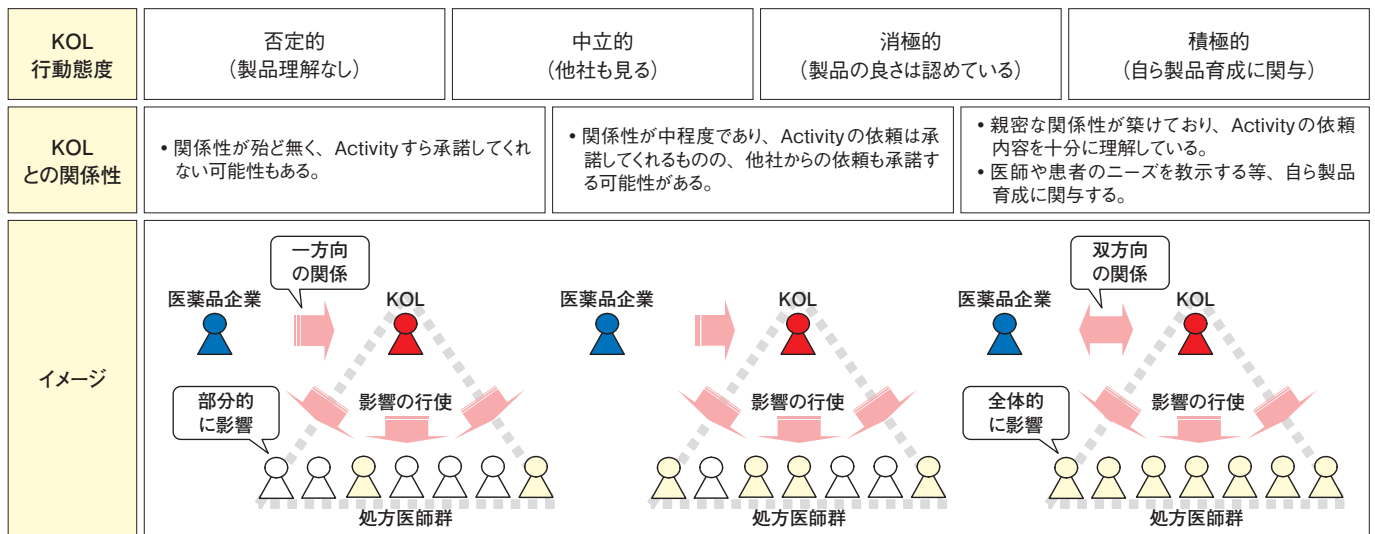 KOL
行動態度
否定的
（製品理解なし）
中立的
（他社も見る）
消極的
（製品の良さは認めている）
積極的
（自ら製品育成に関与）
KOL
との関係性
• 関係性が殆ど無く、Activityすら承諾してくれ
ない可能性もある。
• 関係性が中程度であり、Activityの依頼は承
諾してくれるものの、他社からの依頼も承諾す
る可能性がある。
• 親密な関係性が築けており、Activityの依頼
内容を十分に理解している。
• 医師や患者のニーズを教示する等、自ら製品
育成に関与する。
イメージ
一方向
の関係
医薬品企業
KOL
部分的
に影響
影響の行使
処方医師群
医薬品企業
KOL
影響の行使
処方医師群
双方向
の関係
医薬品企業
KOL
全体的
に影響
影響の行使
処方医師群